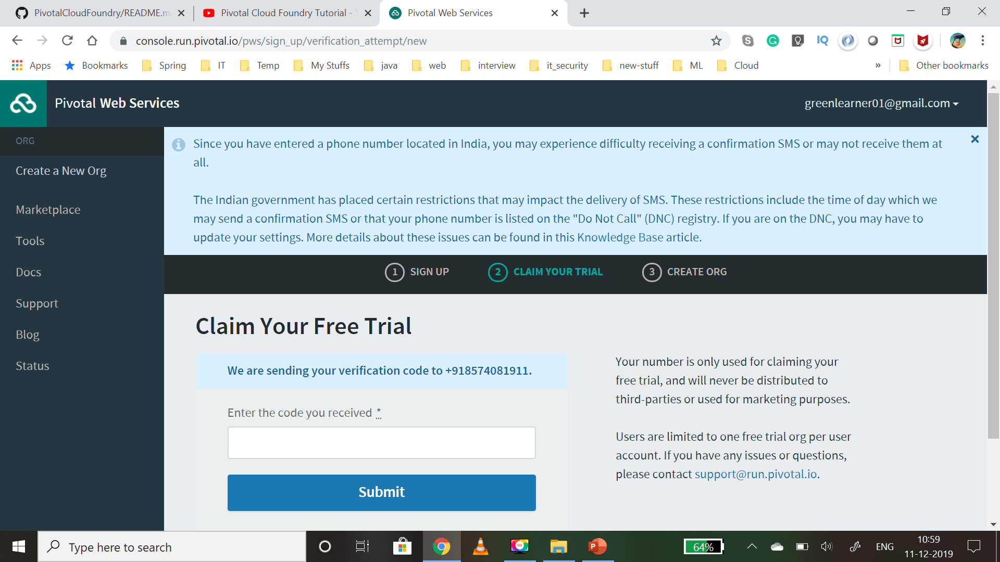 PivotalCloudFoundry/README.m
Pivotal Cloud Foundry Tutorial -
Pivotal Web Services
console.run.pivotal.io/pws/sign_up/verification_attempt/new
Apps
Bookmarks
Spring
IT
Temp
My Stuffs
java
web
interview
it_security
new-stuff
ML
Cloud
»
Other bookmarks
Pivotal Web Services
greenlearner01@gmail.com
ORG
Create a New Org
Marketplace
Tools
Docs
Support
Blog
Status
Since you have entered a phone number located in India, you may experience difficulty receiving a confirmation SMS or may not receive them at
all.
The Indian government has placed certain restrictions that may impact the delivery of SMS. These restrictions include the time of day which we
may send a confirmation SMS or that your phone number is listed on the "Do Not Call" (DNC) registry. If you are on the DNC, you may have to
update your settings. More details about these issues can be found in this Knowledge Base article.
1 SIGN UP
2 CLAIM YOUR TRIAL
3 CREATE ORG
Claim Your Free Trial
We are sending your verification code to +918574081911.
Enter the code you received *
Submit
Your number is only used for claiming your
free trial, and will never be distributed to
third-parties or used for marketing purposes.
Users are limited to one free trial org per user
account. If you have any issues or questions,
please contact support@run.pivotal.io.
Type here to search
64%
ENG
10:59
11-12-2019